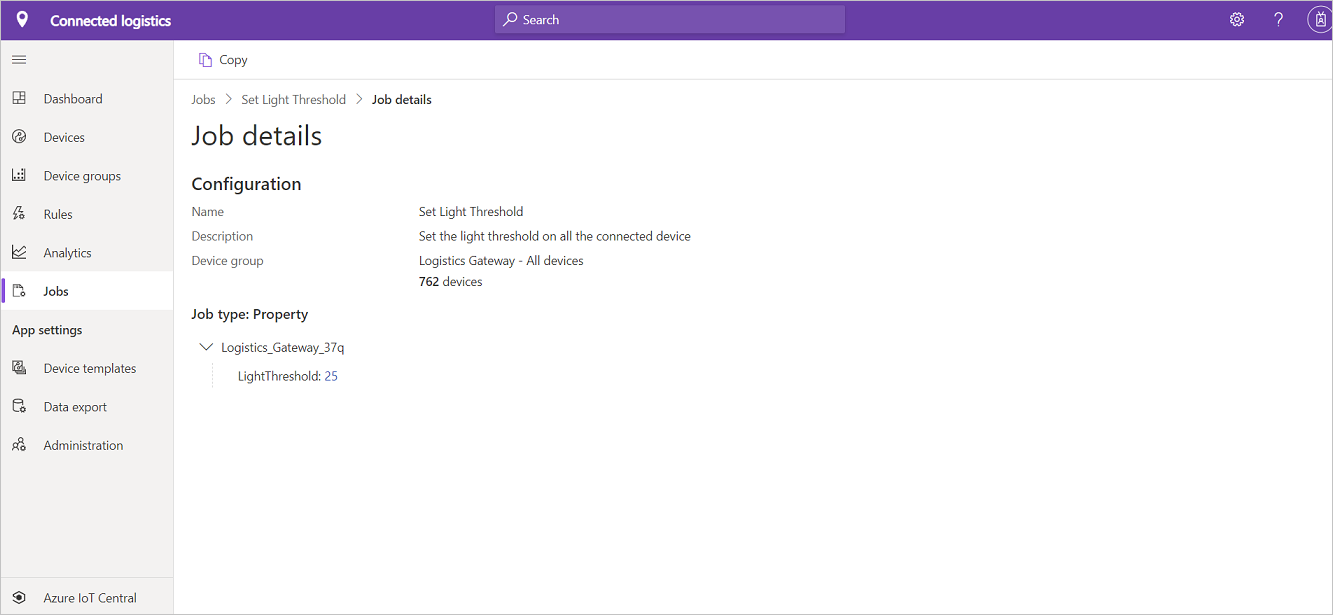 Connected logistics
Search
?
Copy
Dashboard
Devices
Device groups
Rules
Analytics
Jobs
App settings
Device templates
Data export
Administration
Azure IoT Central
Jobs > Set Light Threshold > Job details
Job details
Configuration
Name Set Light Threshold
Description Set the light threshold on all the connected device
Device group Logistics Gateway - All devices
762 devices
Job type: Property
Logistics_Gateway_37q
LightThreshold: 25